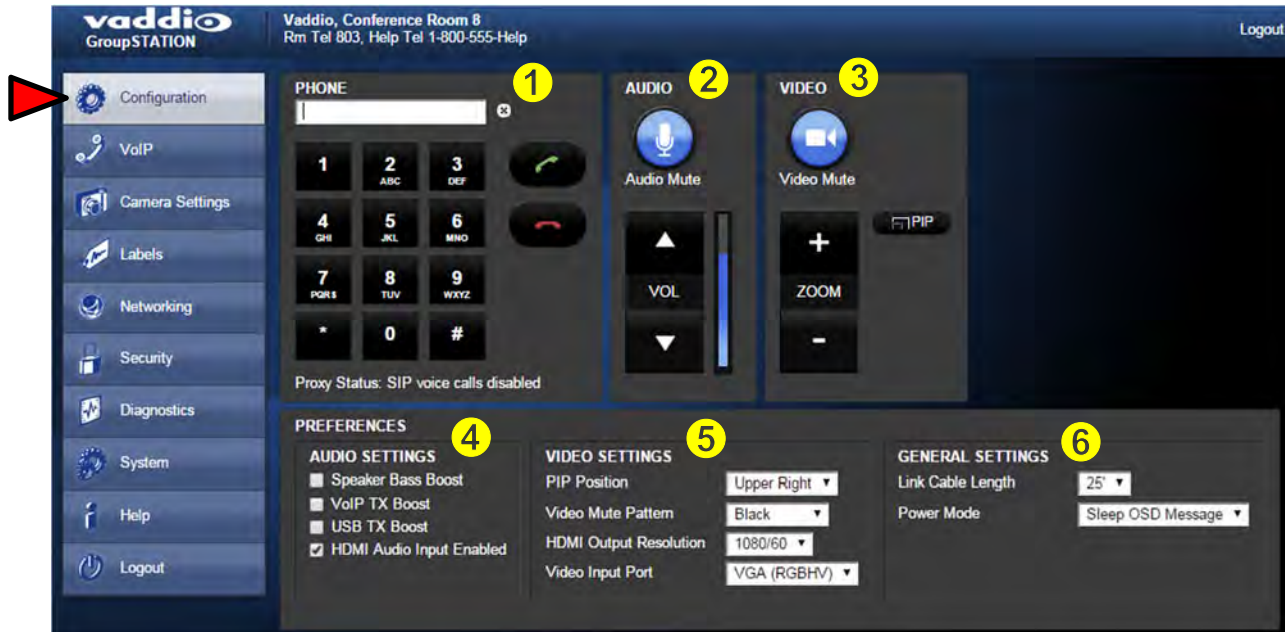 vaddio
GroupSTATION
Vaddio, Conference Room 8
Rm Tel 803, Help Tel 1-800-555-Help
Logout
Configuration
VoIP
Camera Settings
Labels
Networking
Security
Diagnostics
System
Help
Logout
PHONE
1
1
2
ABC
3
DEF
4
GHI
5
JKL
6
MNO
7
PQRS
8
TUV
9
WXYZ
*
0
#
Proxy Status: SIP voice calls disabled
AUDIO
2
Audio Mute
VOL
VIDEO
3
Video Mute
+
ZOOM
-
PIP
PREFERENCES
AUDIO SETTINGS
4
Speaker Bass Boost
VoIP TX Boost
USB TX Boost
HDMI Audio Input Enabled
VIDEO SETTINGS
5
PIP Position Upper Right
Video Mute Pattern Black
HDMI Output Resolution 1080/60
Video Input Port VGA (RGBHV)
GENERAL SETTINGS
6
Link Cable Length 25'
Power Mode Sleep OSD Message